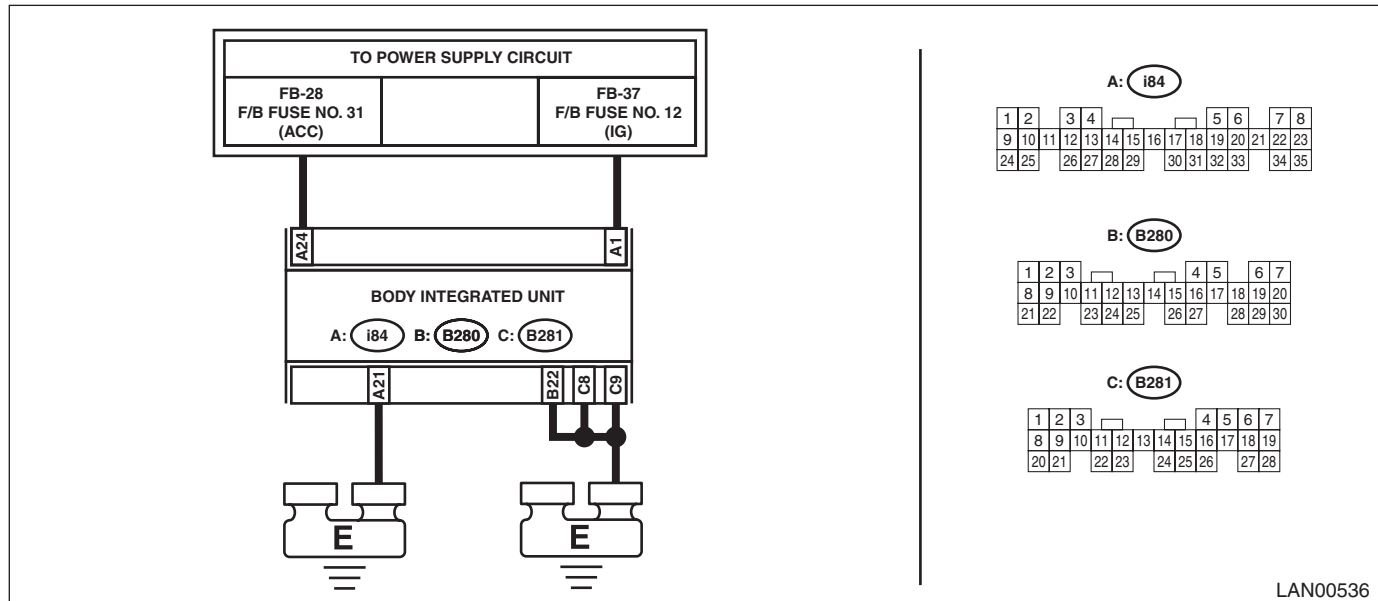 TO POWER SUPPLY CIRCUIT
FB-28
F/B FUSE NO. 31
(ACC)
FB-37
F/B FUSE NO. 12
(IG)
A24
A1
BODY INTEGRATED UNIT
A: i84 B: B280 C: B281
A21
B22
C8
C9
E
E
A: i84
1 2 3 4 5 6 7 8
9 10 11 12 13 14 15 16 17 18 19 20 21 22 23
24 25 26 27 28 29 30 31 32 33 34 35
B: B280
1 2 3 4 5 6 7
8 9 10 11 12 13 14 15 16 17 18 19 20
21 22 23 24 25 26 27 28 29 30
C: B281
1 2 3 4 5 6 7
8 9 10 11 12 13 14 15 16 17 18 19
20 21 22 23 24 25 26 27 28
LAN00536